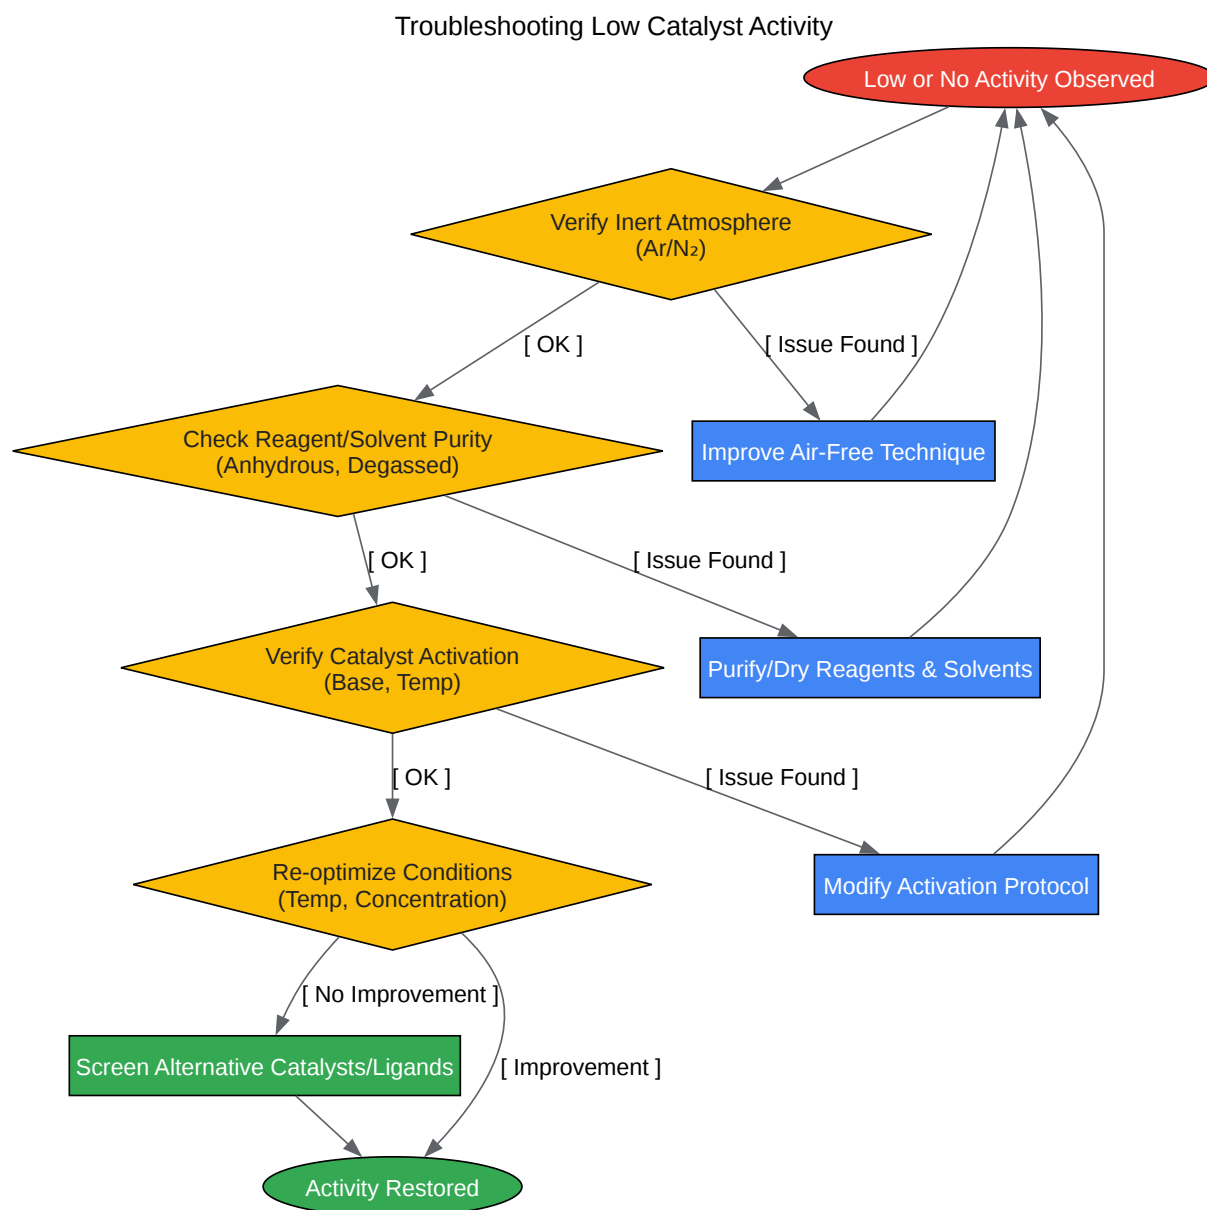 Troubleshooting Low Catalyst Activity
Low or No Activity Observed
Verify Inert Atmosphere
(Ar/N₂)
[ OK ]
[ Issue Found ]
Check Reagent/Solvent Purity
(Anhydrous, Degassed)
Improve Air-Free Technique
[ OK ]
[ Issue Found ]
Verify Catalyst Activation
(Base, Temp)
Purify/Dry Reagents & Solvents
[ OK ]
[ Issue Found ]
Re-optimize Conditions
(Temp, Concentration)
Modify Activation Protocol
[ No Improvement ]
Screen Alternative Catalysts/Ligands
[ Improvement ]
Activity Restored